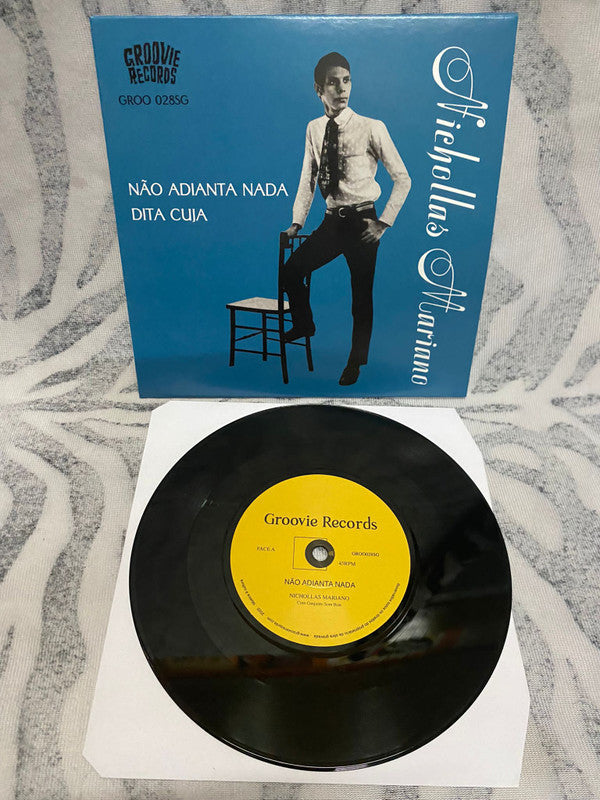 GROOVIE
RECORDS
GROO 028SG
NÃO ADIANTA NADA
DITA CUJA
Nichollas Mariano
Groovie Records
FACE A
45RPM
NÃO ADIANTA NADA
NICHOLLAS MARIANO